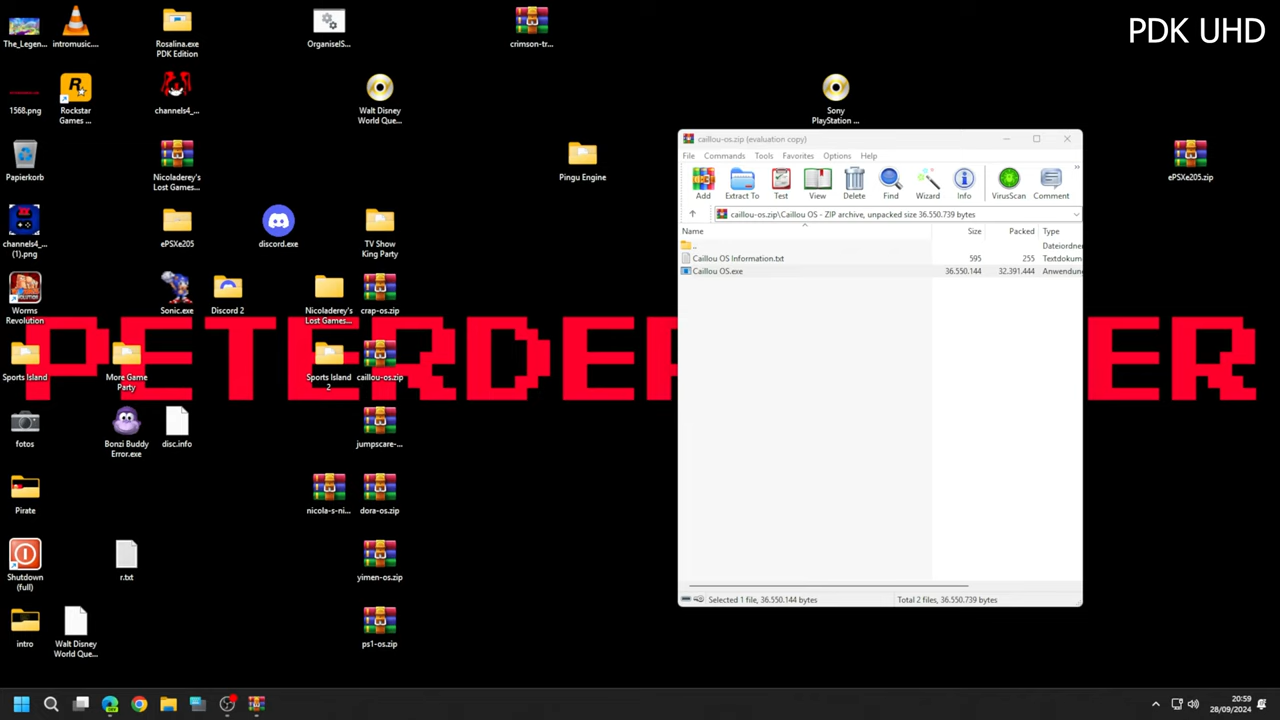 PDK UHD
The_Legen...
intromusic....
Rosalina.exe
PDK Edition
OrganiselS...
crimson-tr...
1568.png
Rockstar
Games ...
channels4_...
Walt Disney
World Que...
Sony
PlayStation ...
Papierkorb
Nicoladerey's
Lost Games...
Pingu Engine
ePSXe205.zip
channels4_...
(1).png
ePSXe205
discord.exe
TV Show
King Party
Worms
Revolution
Sonic.exe
Discord 2
Nicoladerey's
Lost Games...
crap-os.zip
Sports Island
More Game
Party
Sports Island
2
caillou-os.zip
fotos
Bonzi Buddy
Error.exe
disc.info
jumpscare-...
Pirate
nicola-s-ni...
dora-os.zip
Shutdown
(full)
r.txt
yimen-os.zip
intro
Walt Disney
World Que...
ps1-os.zip
caillou-os.zip (evaluation copy)
File Commands Tools Favorites Options Help
Add Extract To Test View Delete Find Wizard Info VirusScan Comment
caillou-os.zip\Caillou OS - ZIP archive, unpacked size 36.550.739 bytes
Name Size Packed Type
.. Dateiordner
Caillou OS Information.txt 595 255 Textdokum
Caillou OS.exe 36.550.144 32.391.444 Anwendun
Selected 1 file, 36.550.144 bytes Total 2 files, 36.550.739 bytes
20:59
28/09/2024